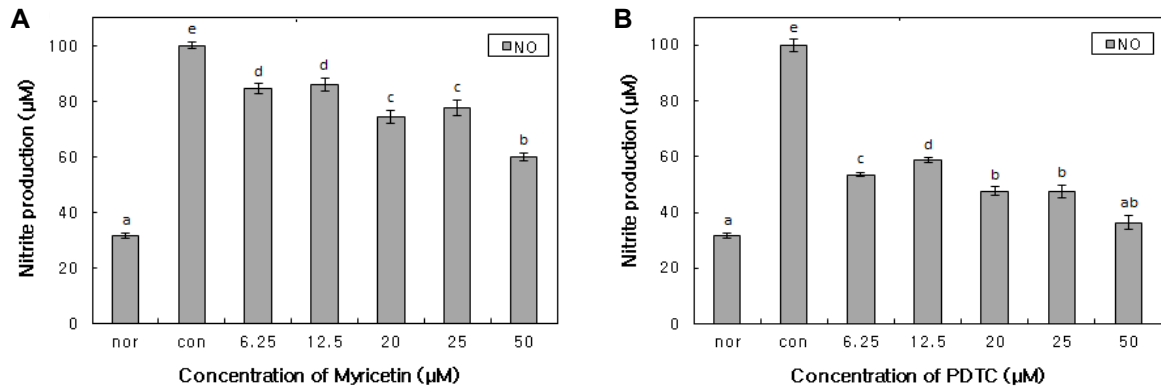 A
Nitrite production (μM)
100
80
60
40
20
0
NO
a
e
d
d
c
c
b
nor con 6.25 12.5 20 25 50
Concentration of Myricetin (μM)
B
Nitrite production (μM)
100
80
60
40
20
0
NO
a
e
c
d
b
b
ab
nor con 6.25 12.5 20 25 50
Concentration of PDTC (μM)